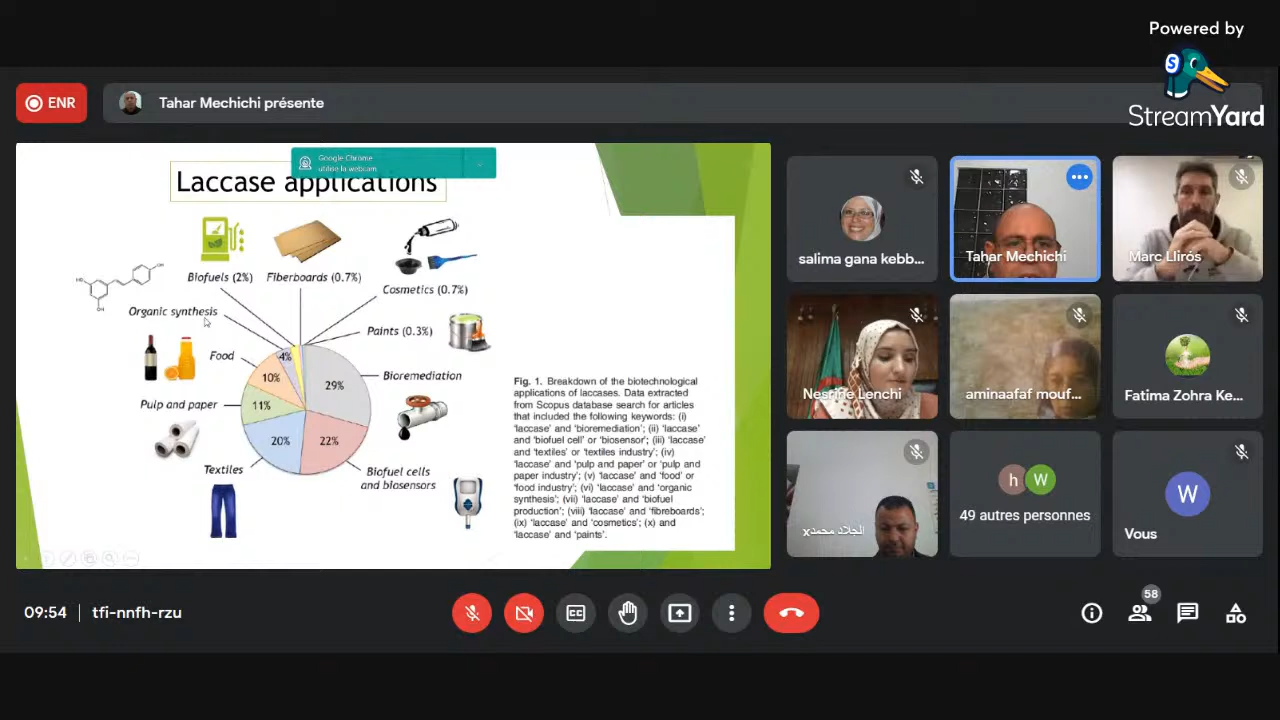 Powered by
StreamYard
ENR
Tahar Mechichi présente
Google Chrome
utilise la webcam
Laccase applications
Biofuels (2%)
Fiberboards (0.7%)
Cosmetics (0.7%)
Organic synthesis
Paints (0.3%)
Food
4%
10%
29%
Bioremediation
Pulp and paper
11%
20%
22%
Textiles
Biofuel cells
and biosensors
Fig. 1. Breakdown of the biotechnological
applications of laccases. Data extracted
from Scopus database search for articles
that included the following keywords: (i)
'laccase' and 'bioremediation'; (ii) 'laccase'
and 'biofuel cell' or 'biosensor'; (iii) 'laccase'
and 'textiles' or 'textiles industry'; (iv)
'laccase' and 'pulp and paper' or 'pulp and
paper industry'; (v) 'laccase' and 'food' or
'food industry'; (vi) 'laccase' and 'organic
synthesis'; (vii) 'laccase' and 'biofuel
production'; (viii) 'laccase' and 'fibreboards';
(ix) 'laccase' and 'cosmetics'; (x) and
'laccase' and 'paints'.
salima gana kebb...
Tahar Mechichi
Marc Llirós
Nesrine Lenchi
aminaafaf mouf...
Fatima Zohra Ke...
الجلاد محمدx
h
W
49 autres personnes
W
Vous
09:54
tfi-nnfh-rzu
58